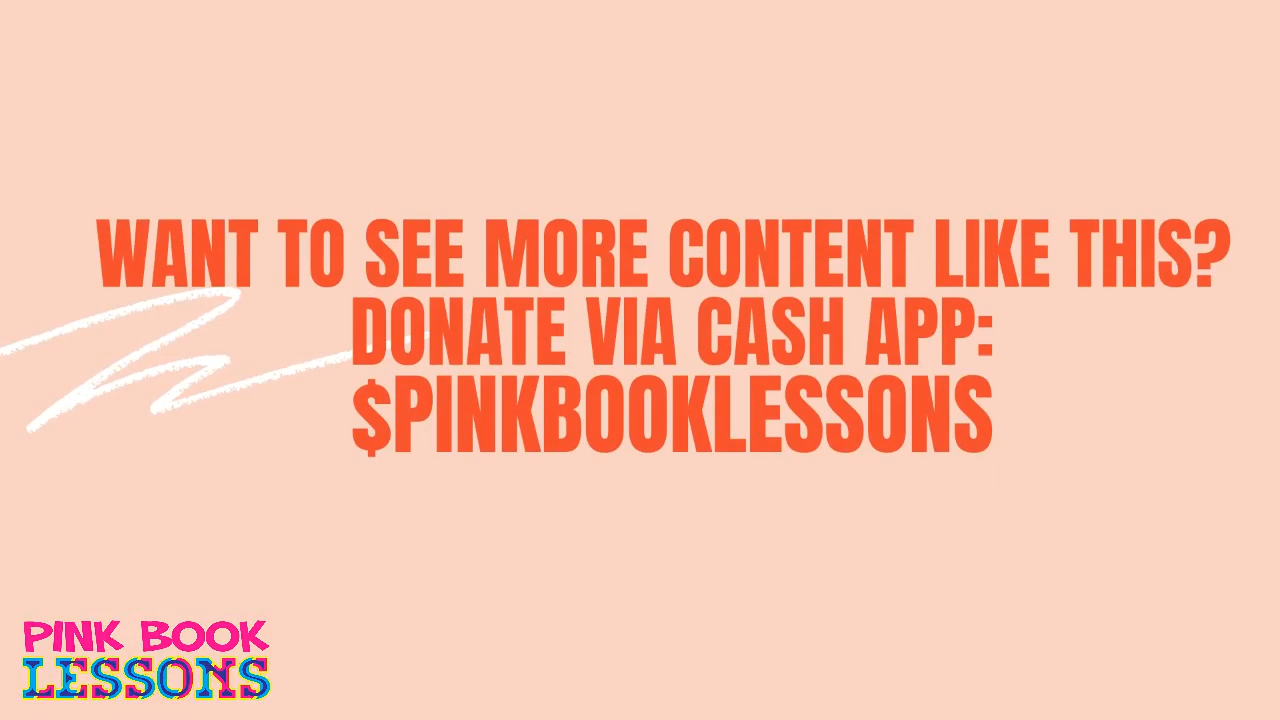 WANT TO SEE MORE CONTENT LIKE THIS?
DONATE VIA CASH APP:
$PINKBOOKLESSONS
PINK BOOK
LESSONS